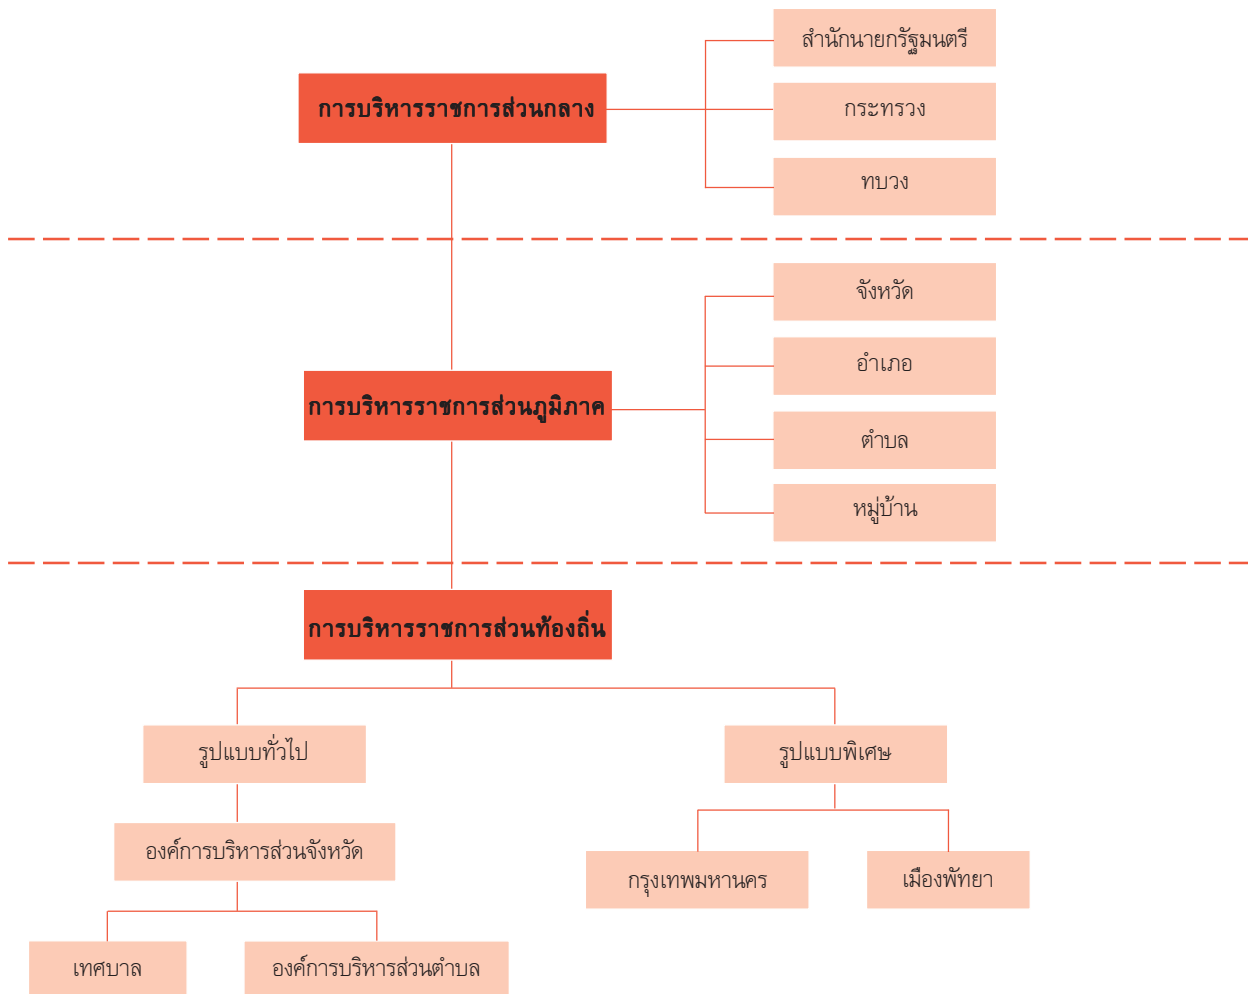 สำนักนายกรัฐมนตรี
การบริหารราชการส่วนกลาง
กระทรวง
ทบวง
จังหวัด
อำเภอ
การบริหารราชการส่วนภูมิภาค
ตำบล
หมู่บ้าน
การบริหารราชการส่วนท้องถิ่น
รูปแบบทั่วไป
รูปแบบพิเศษ
องค์การบริหารส่วนจังหวัด
กรุงเทพมหานคร
เมืองพัทยา
เทศบาล
องค์การบริหารส่วนตำบล